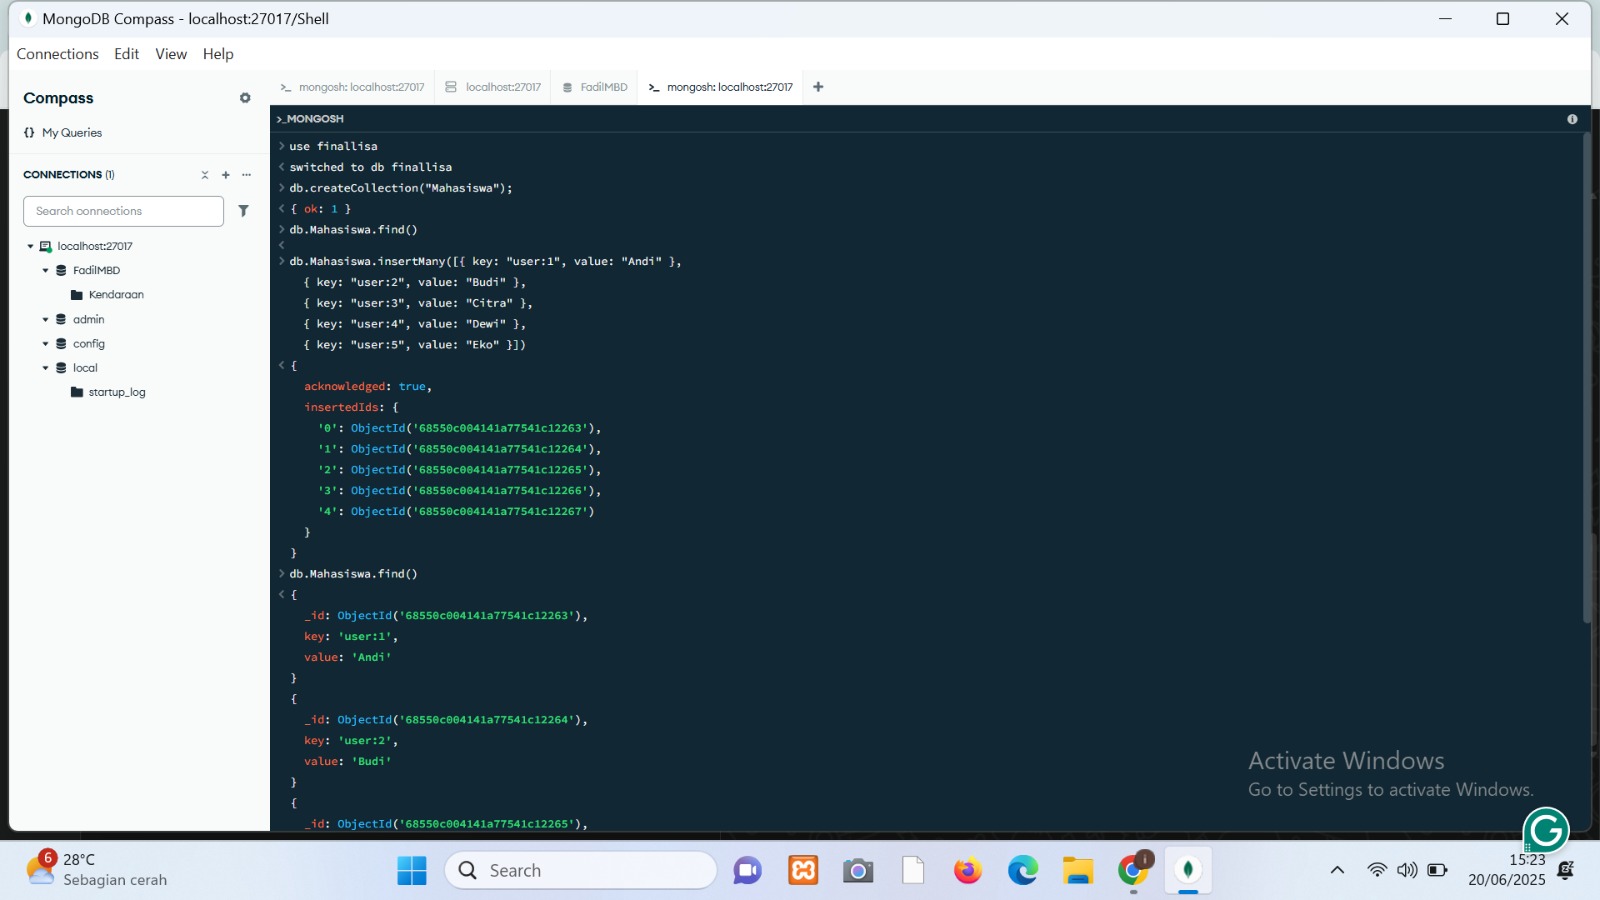 MongoDB Compass - localhost:27017/Shell
Connections Edit View Help
Compass
My Queries
CONNECTIONS (1)
Search connections
localhost:27017
FadilMBD
Kendaraan
admin
config
local
startup_log
>_ mongosh: localhost:27017 localhost:27017 FadilMBD >_ mongosh: localhost:27017 +
>_MONGOSH
> use finallisa
< switched to db finallisa
> db.createCollection("Mahasiswa");
< { ok: 1 }
> db.Mahasiswa.find()
<
> db.Mahasiswa.insertMany([{ key: "user:1", value: "Andi" },
{ key: "user:2", value: "Budi" },
{ key: "user:3", value: "Citra" },
{ key: "user:4", value: "Dewi" },
{ key: "user:5", value: "Eko" }])
< {
acknowledged: true,
insertedIds: {
'0': ObjectId('68550c004141a77541c12263'),
'1': ObjectId('68550c004141a77541c12264'),
'2': ObjectId('68550c004141a77541c12265'),
'3': ObjectId('68550c004141a77541c12266'),
'4': ObjectId('68550c004141a77541c12267')
}
}
> db.Mahasiswa.find()
< {
_id: ObjectId('68550c004141a77541c12263'),
key: 'user:1',
value: 'Andi'
}
{
_id: ObjectId('68550c004141a77541c12264'),
key: 'user:2',
value: 'Budi'
}
{
_id: ObjectId('68550c004141a77541c12265'),
Activate Windows
Go to Settings to activate Windows.
6
28°C
Sebagian cerah
Search
15:23
20/06/2025